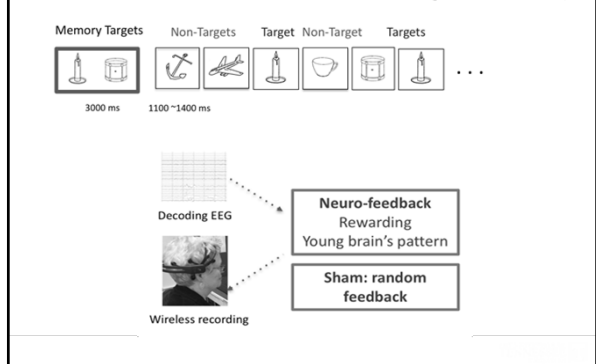 Memory Targets
Non-Targets
Target
Non-Target
Targets
. . .
3000 ms
1100 ~1400 ms
Decoding EEG
Neuro-feedback
Rewarding
Young brain's pattern
Sham: random
feedback
Wireless recording